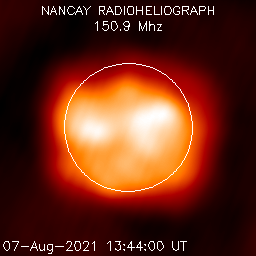 NANCAY RADIOHELIOGRAPH
150.9 Mhz
07-Aug-2021 13:44:00 UT